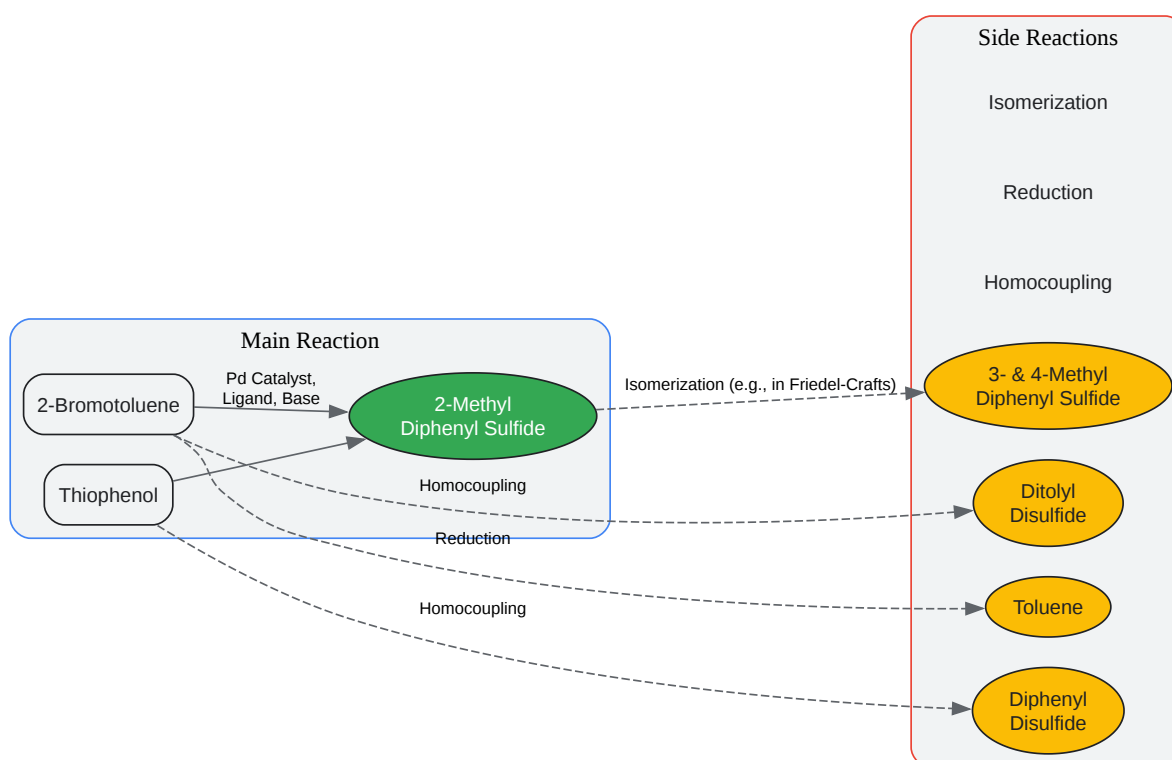 Side Reactions
Isomerization
Reduction
Homocoupling
Main Reaction
2-Bromotoluene
Pd Catalyst,
Ligand, Base
2-Methyl
Diphenyl Sulfide
Thiophenol
Isomerization (e.g., in Friedel-Crafts)
3- & 4-Methyl
Diphenyl Sulfide
Homocoupling
Ditolyl
Disulfide
Reduction
Toluene
Homocoupling
Diphenyl
Disulfide